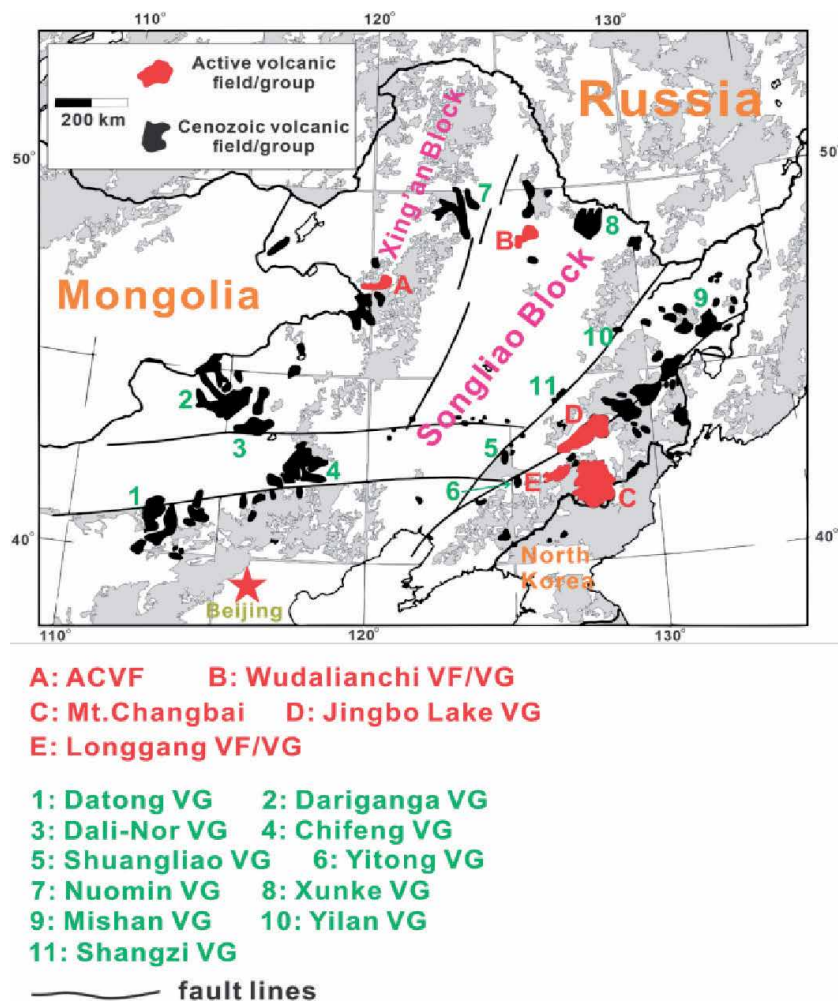 110°
120°
130°
Active volcanic
field/group
200 km
Cenozoic volcanic
field/group
Russia
50°
50°
Xing'an Block
7
8
B
A
Mongolia
9
10
Songliao Block
2
11
3
D
5
4
E
6
1
C
40°
40°
North
Korea
Beijing
110°
120°
130°
A: ACVF B: Wudalianchi VF/VG
C: Mt.Changbai D: Jingbo Lake VG
E: Longgang VF/VG
1: Datong VG 2: Dariganga VG
3: Dali-Nor VG 4: Chifeng VG
5: Shuangliao VG 6: Yitong VG
7: Nuomin VG 8: Xunke VG
9: Mishan VG 10: Yilan VG
11: Shangzi VG
fault lines